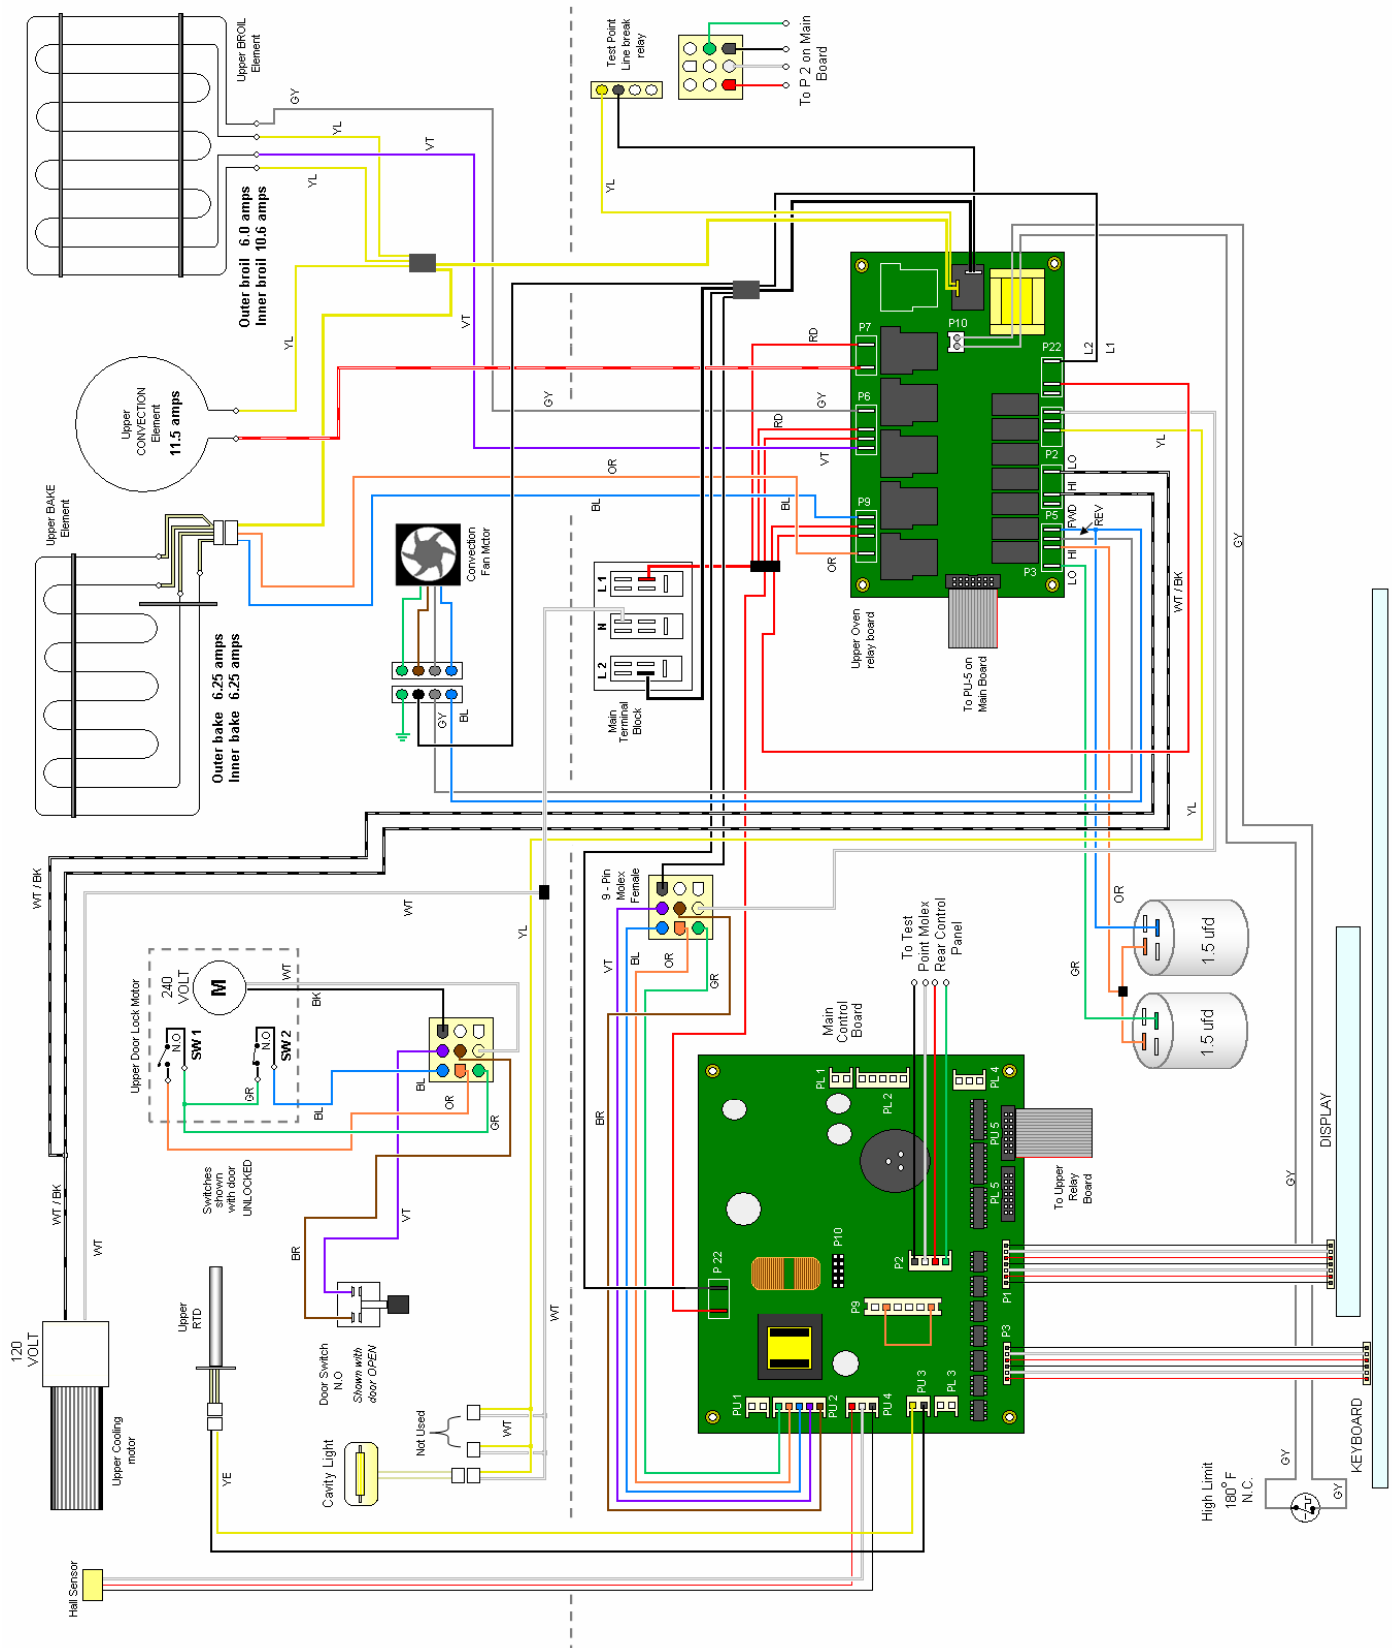 Upper BROIL
Element
GY
YL
VT
YL
Outer broil 6.0 amps
Inner broil 10.6 amps
Test Point
Line break
relay
To P 2 on Main
Board
YL
VT
YL
GY
Upper
CONVECTION
Element
11.5 amps
Upper BAKE
Element
Outer bake 6.25 amps
Inner bake 6.25 amps
Convection
Fan Motor
GY
BL
OR
BL
RD
GY
RD
VT
BL
OR
P7
P6
P9
P10
P22
P2
P5
P3
L2
L1
YL
LO
HI
FWD
REV
HI
LO
L 1
N
L 2
Main
Terminal
Block
Upper Oven
relay board
To PU-5 on
Main Board
GY
WT / BK
YL
WT / BK
WT
YL
9 - Pin
Molex
Female
VT
BL
OR
GR
BR
Upper Door Lock Motor
240
VOLT
M
N.O
SW 1
N.O
SW 2
WT
BK
GR
BL
BL
OR
GR
Switches
shown
with door
UNLOCKED
VT
BR
WT / BK
WT
120
VOLT
Upper Cooling
motor
Upper
RTD
Door Switch
N.O
Shown with
door OPEN
YE
Cavity Light
Not Used
WT
WT
Hall Sensor
To Test
Point Molex
Rear Control
Panel
Main
Control
Board
PL 1
PL 2
PL 4
PU 5
PL 5
P 22
P10
P2
P9
P1
P3
PU 1
PU 2
PU 4
PU 3
PL 3
To Upper
Relay
Board
OR
GR
1.5 ufd
1.5 ufd
DISPLAY
KEYBOARD
GY
GY
GY
High Limit
180° F
N.C.